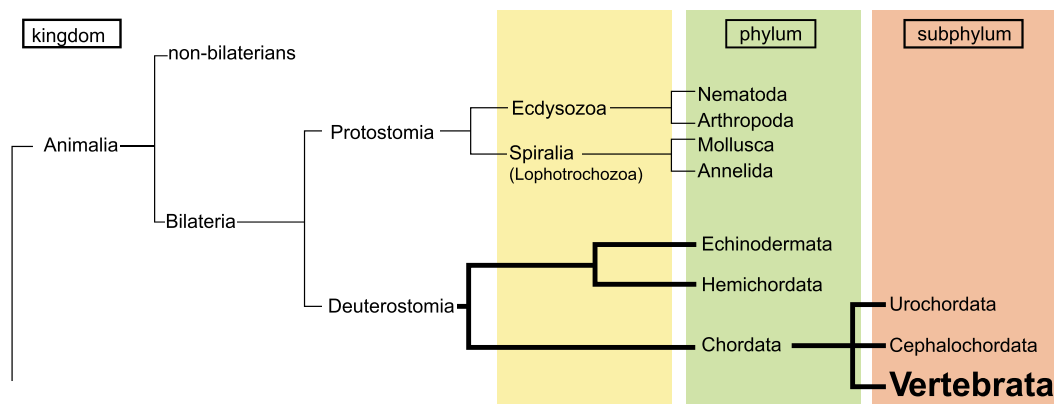 kingdom
phylum
subphylum
non-bilaterians
Animalia
Bilateria
Protostomia
Deuterostomia
Ecdysozoa
Spiralia
(Lophotrochozoa)
Nematoda
Arthropoda
Mollusca
Annelida
Echinodermata
Hemichordata
Chordata
Urochordata
Cephalochordata
Vertebrata